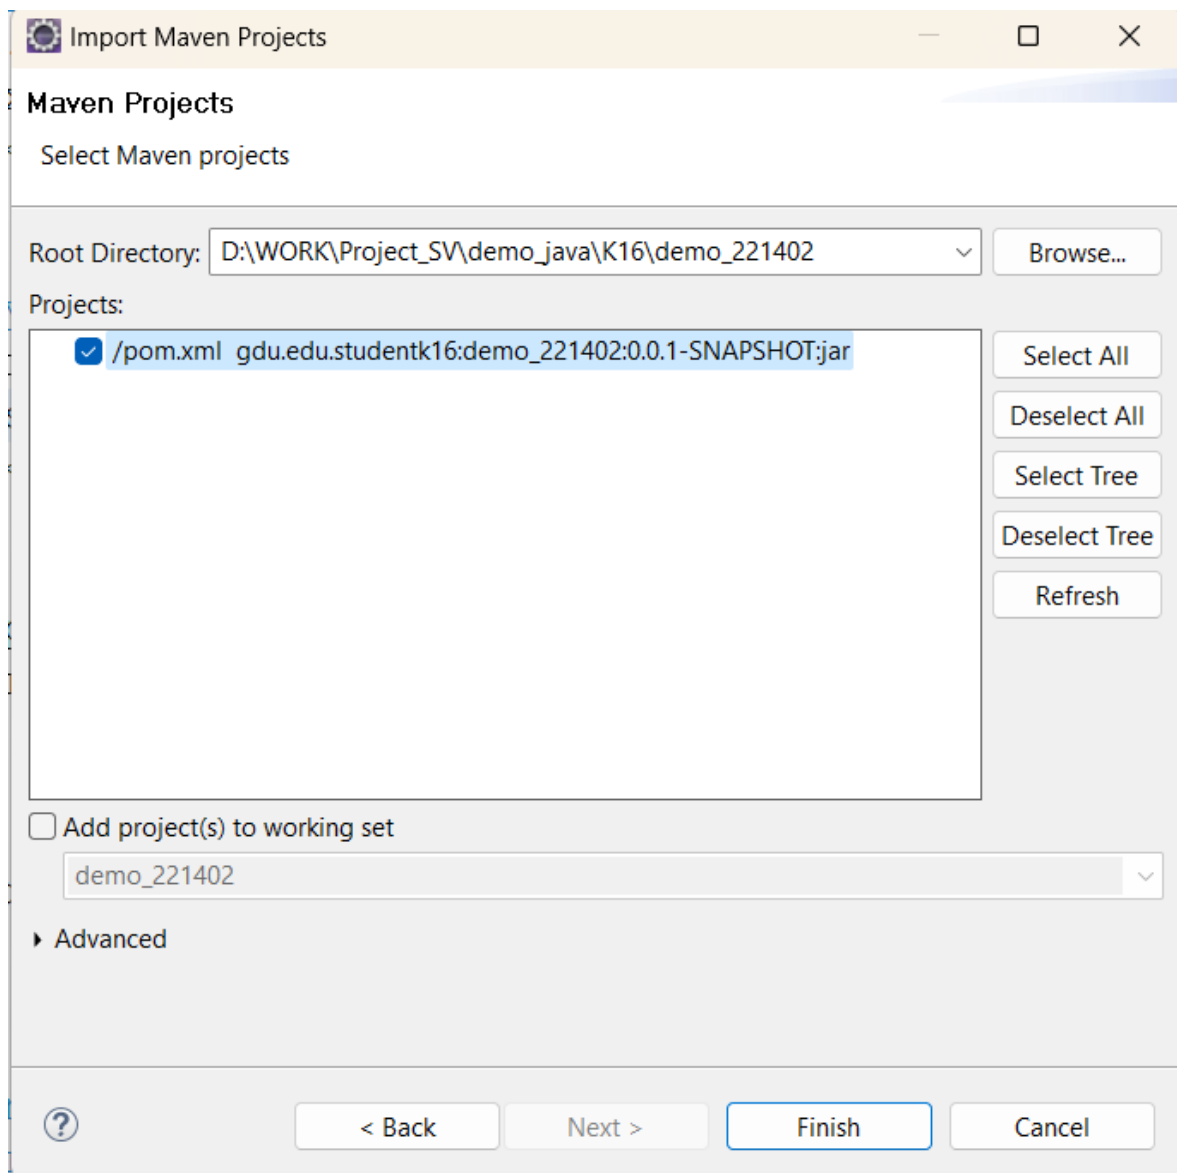 Import Maven Projects
Maven Projects
Select Maven projects
Root Directory: D:\WORK\Project_SV\demo_java\K16\demo_221402 Browse...
Projects:
/pom.xml gdu.edu.studentk16:demo_221402:0.0.1-SNAPSHOT:jar
Select All
Deselect All
Select Tree
Deselect Tree
Refresh
Add project(s) to working set
demo_221402
Advanced
? < Back Next > Finish Cancel